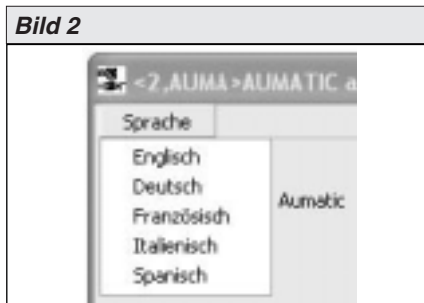 Bild 2
<2,AUMA>AUMATIC a
Sprache
Englisch
Deutsch
Französisch
Aumatic
Italienisch
Spanisch